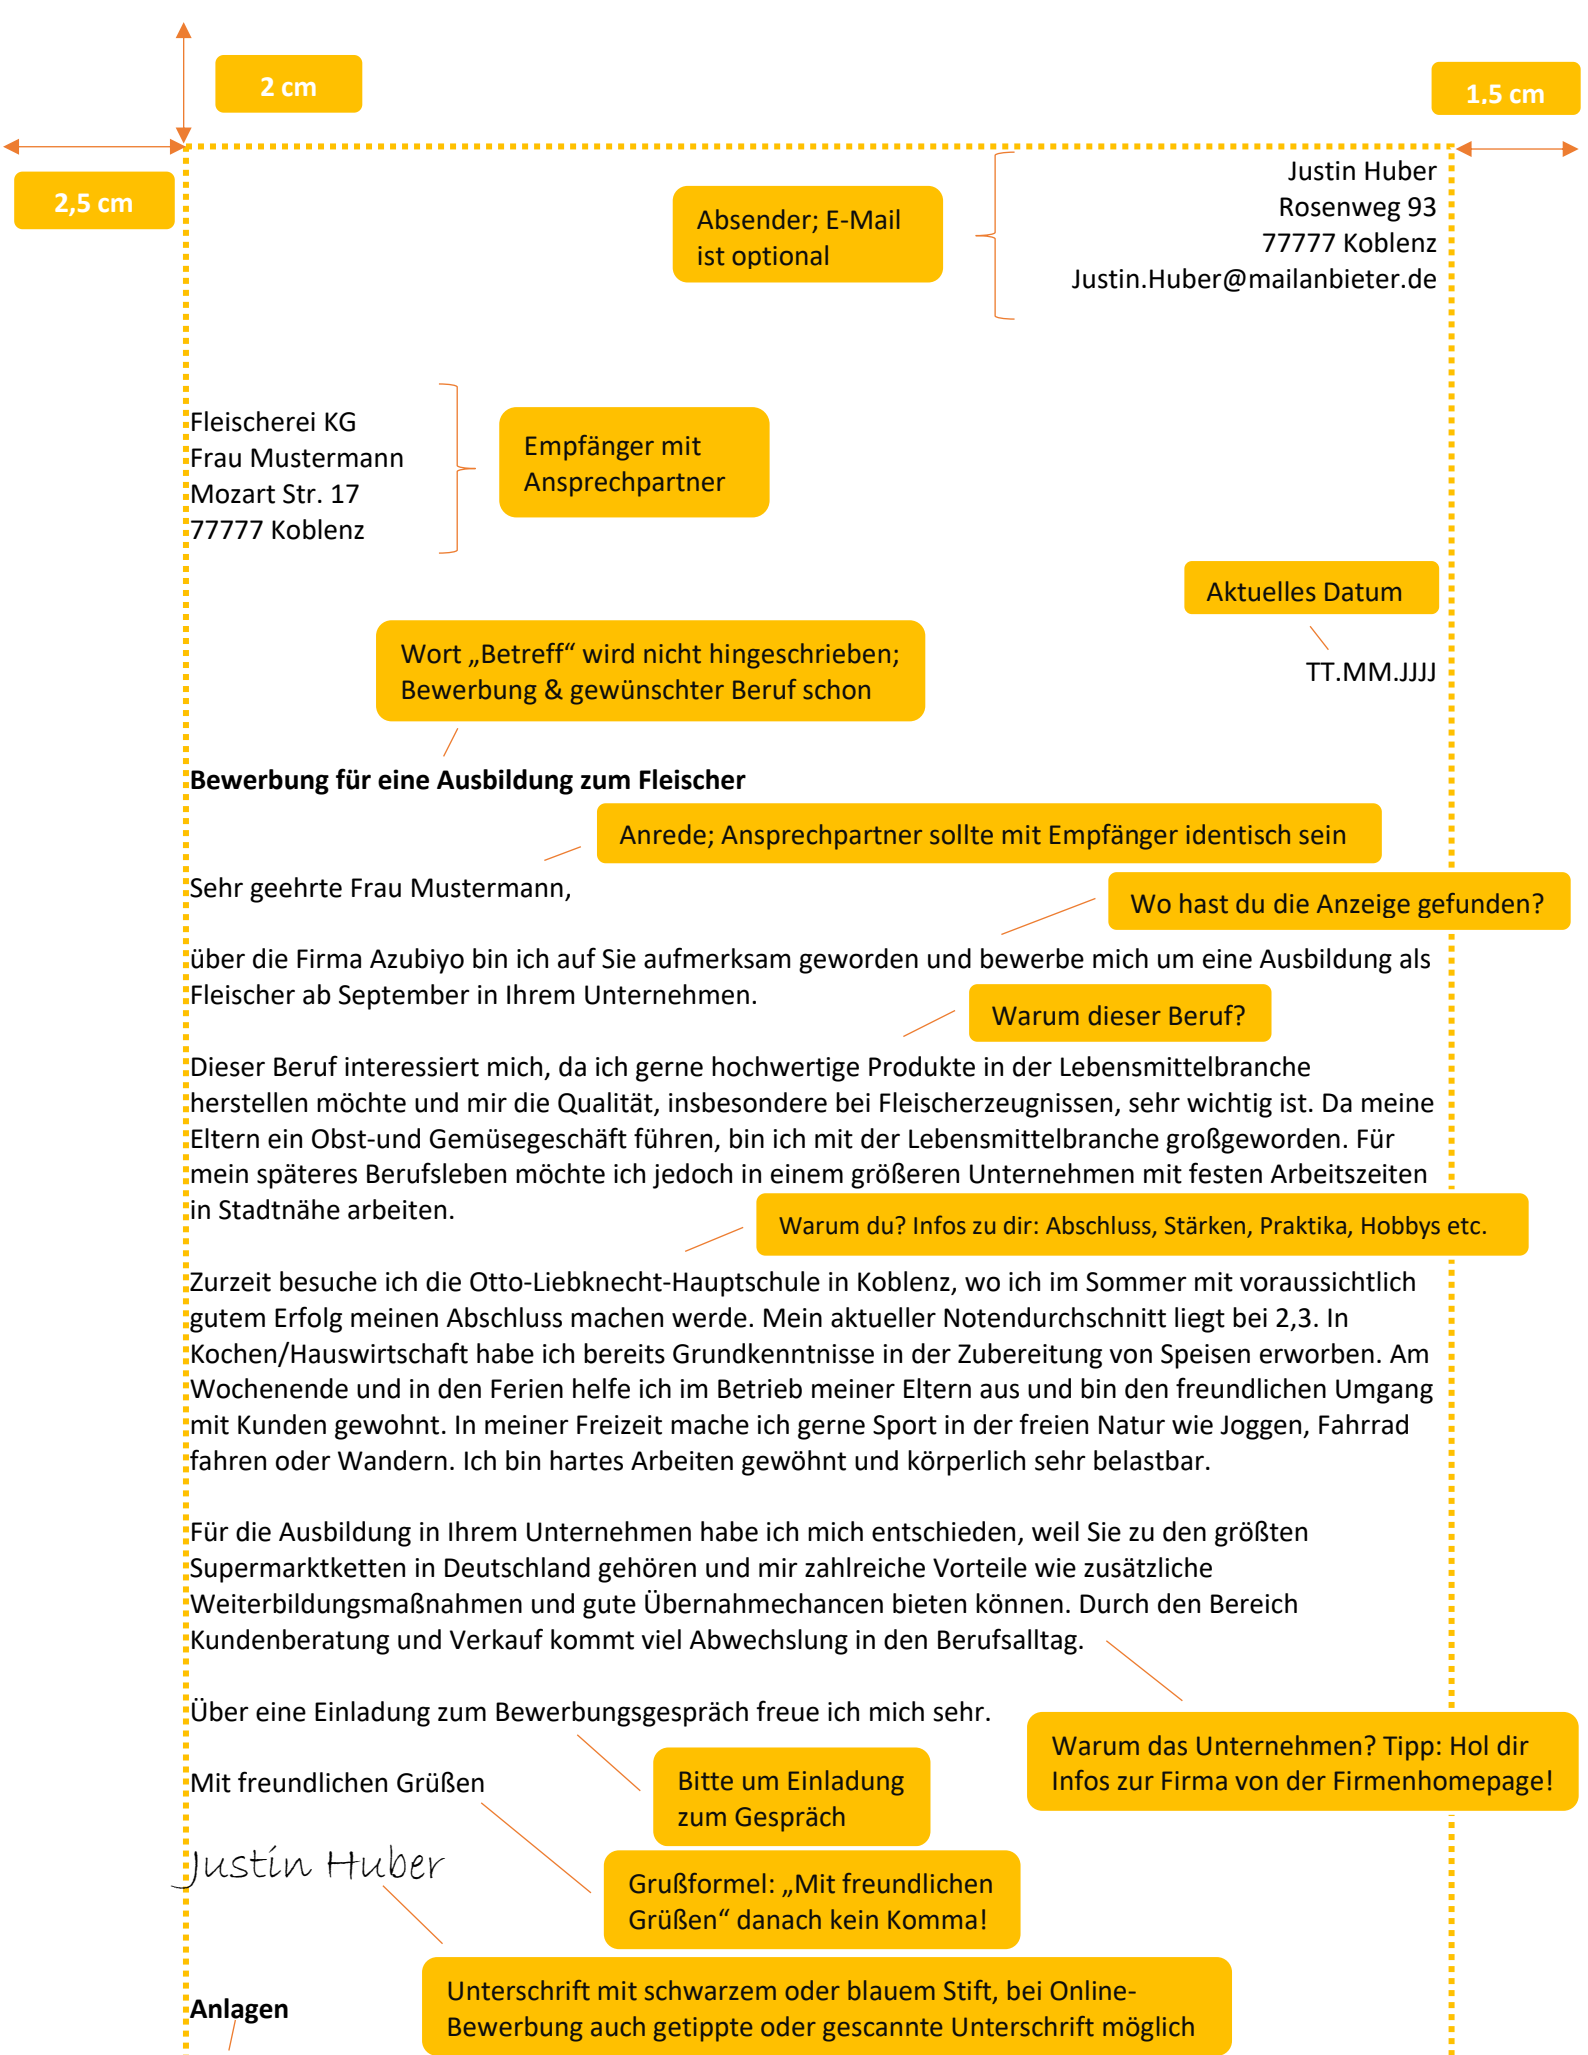 2 cm
1.5 cm
2,5 cm
Absender; E-Mail
ist optional
Justin Huber
Rosenweg 93
77777 Koblenz
Justin.Huber@mailanbieter.de
Fleischerei KG
Frau Mustermann
Mozart Str. 17
77777 Koblenz
Empfänger mit
Ansprechpartner
Aktuelles Datum
TT.MM.JJJJ
Wort „Betreff“ wird nicht hingeschrieben;
Bewerbung & gewünschter Beruf schon
Bewerbung für eine Ausbildung zum Fleischer
Anrede; Ansprechpartner sollte mit Empfänger identisch sein
Sehr geehrte Frau Mustermann,
Wo hast du die Anzeige gefunden?
über die Firma Azubiyo bin ich auf Sie aufmerksam geworden und bewerbe mich um eine Ausbildung als
Fleischer ab September in Ihrem Unternehmen.
Warum dieser Beruf?
Dieser Beruf interessiert mich, da ich gerne hochwertige Produkte in der Lebensmittelbranche
herstellen möchte und mir die Qualität, insbesondere bei Fleischerzeugnissen, sehr wichtig ist. Da meine
Eltern ein Obst-und Gemüsegeschäft führen, bin ich mit der Lebensmittelbranche großgeworden. Für
mein späteres Berufsleben möchte ich jedoch in einem größeren Unternehmen mit festen Arbeitszeiten
in Stadtnähe arbeiten.
Warum du? Infos zu dir: Abschluss, Stärken, Praktika, Hobbys etc.
Zurzeit besuche ich die Otto-Liebknecht-Hauptschule in Koblenz, wo ich im Sommer mit voraussichtlich
gutem Erfolg meinen Abschluss machen werde. Mein aktueller Notendurchschnitt liegt bei 2,3. In
Kochen/Hauswirtschaft habe ich bereits Grundkenntnisse in der Zubereitung von Speisen erworben. Am
Wochenende und in den Ferien helfe ich im Betrieb meiner Eltern aus und bin den freundlichen Umgang
mit Kunden gewohnt. In meiner Freizeit mache ich gerne Sport in der freien Natur wie Joggen, Fahrrad
fahren oder Wandern. Ich bin hartes Arbeiten gewöhnt und körperlich sehr belastbar.
Für die Ausbildung in Ihrem Unternehmen habe ich mich entschieden, weil Sie zu den größten
Supermarktketten in Deutschland gehören und mir zahlreiche Vorteile wie zusätzliche
Weiterbildungsmaßnahmen und gute Übernahmechancen bieten können. Durch den Bereich
Kundenberatung und Verkauf kommt viel Abwechslung in den Berufsalltag.
Über eine Einladung zum Bewerbungsgespräch freue ich mich sehr.
Warum das Unternehmen? Tipp: Hol dir
Infos zur Firma von der Firmenhomepage!
Mit freundlichen Grüßen
Bitte um Einladung
zum Gespräch
Justin Huber
Grußformel: „Mit freundlichen
Grüßen“ danach kein Komma!
Unterschrift mit schwarzem oder blauem Stift, bei Online-
Bewerbung auch getippte oder gescannte Unterschrift möglich
Anlagen